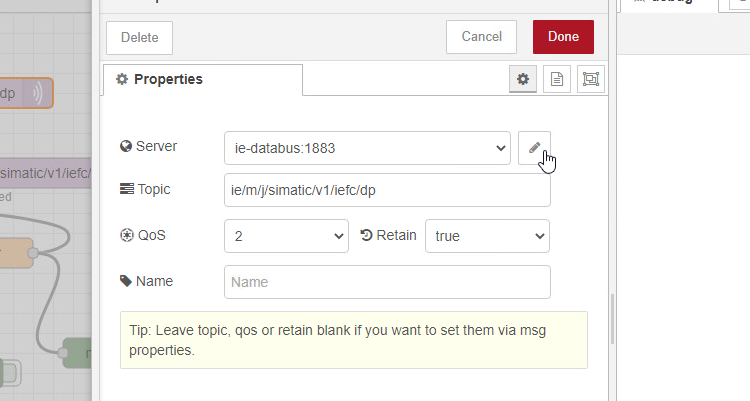 Delete
Cancel
Done
Properties
dp
Server
ie-databus:1883
simatic/v1/iefc/
Topic
ie/m/j/simatic/v1/iefc/dp
QoS
2
Retain
true
Name
Name
Tip: Leave topic, qos or retain blank if you want to set them via msg
properties.